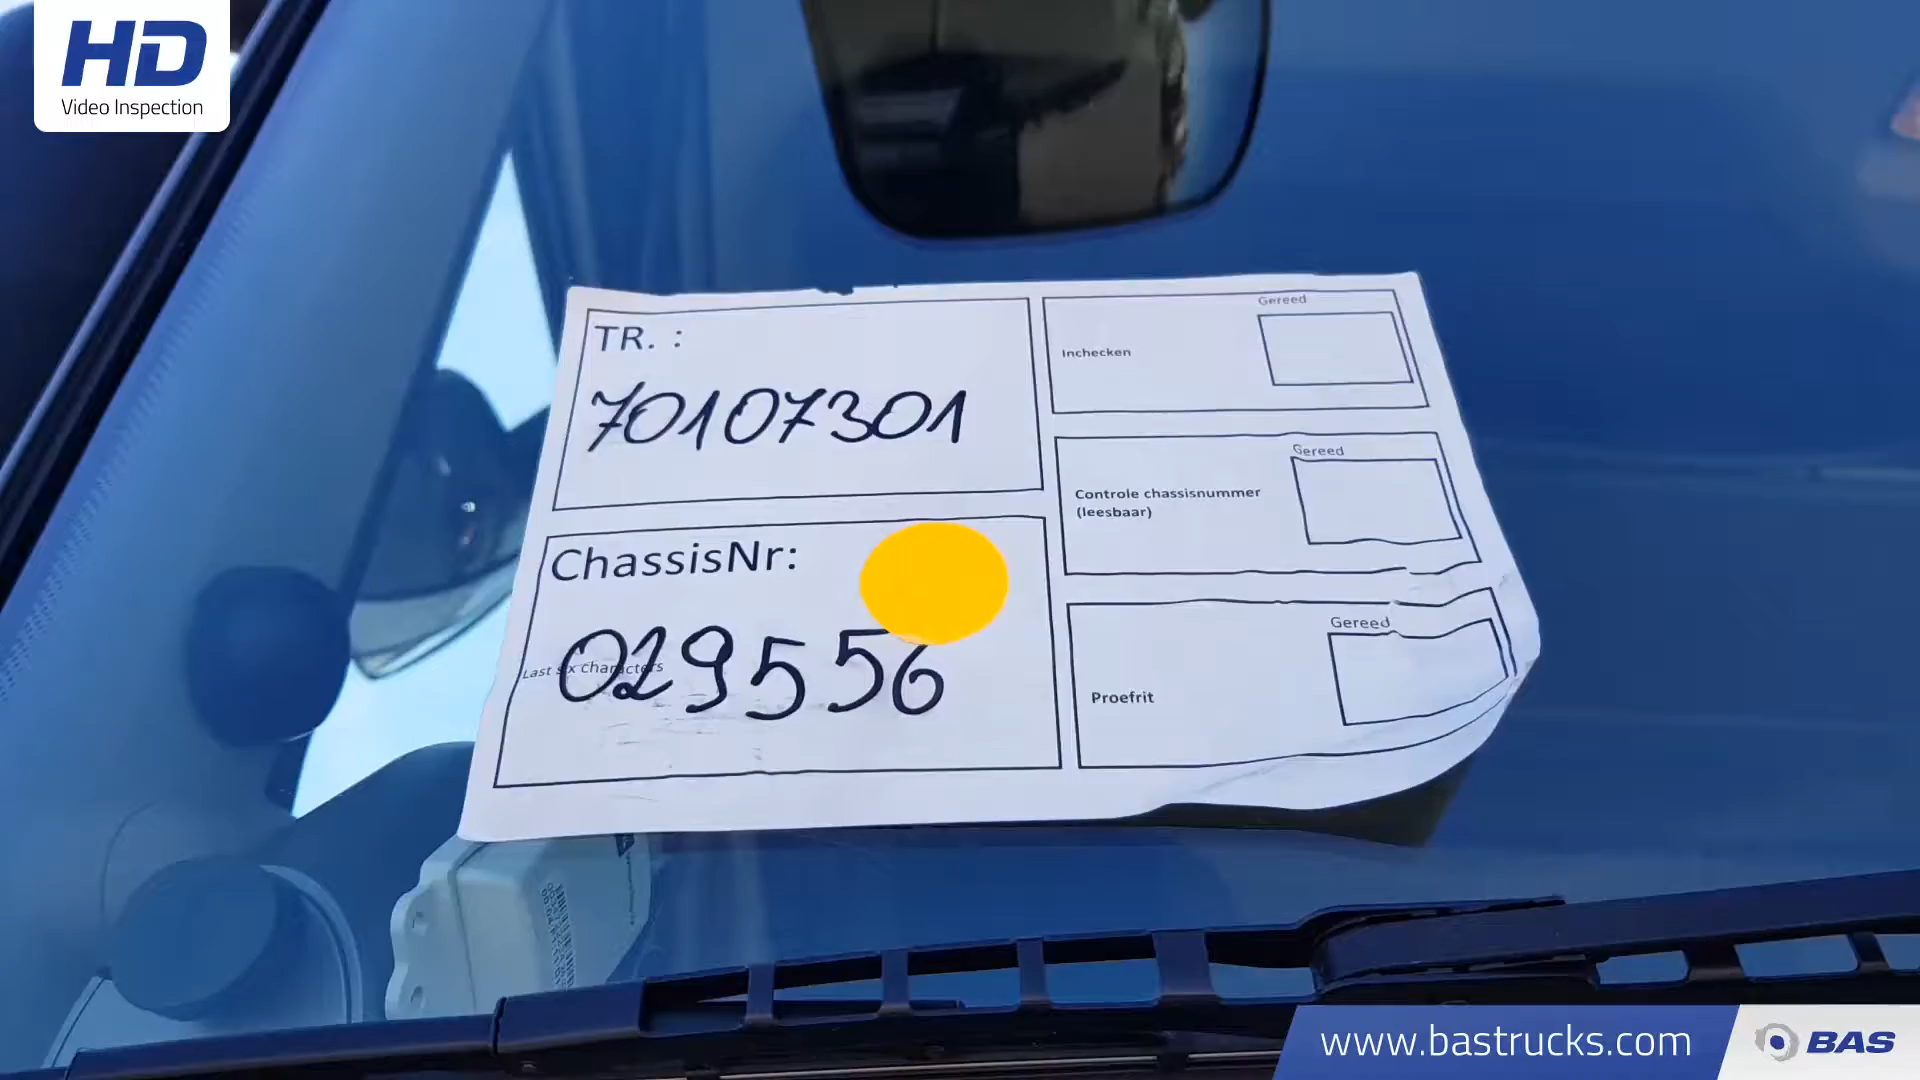 HD
Video Inspection
TR. :
70107301
ChassisNr:
029556
Last six characters
Gereed
Inchecken
Gereed
Controle chassisnummer
(leesbaar)
Gereed
Proefrit
www.bastrucks.com
BAS